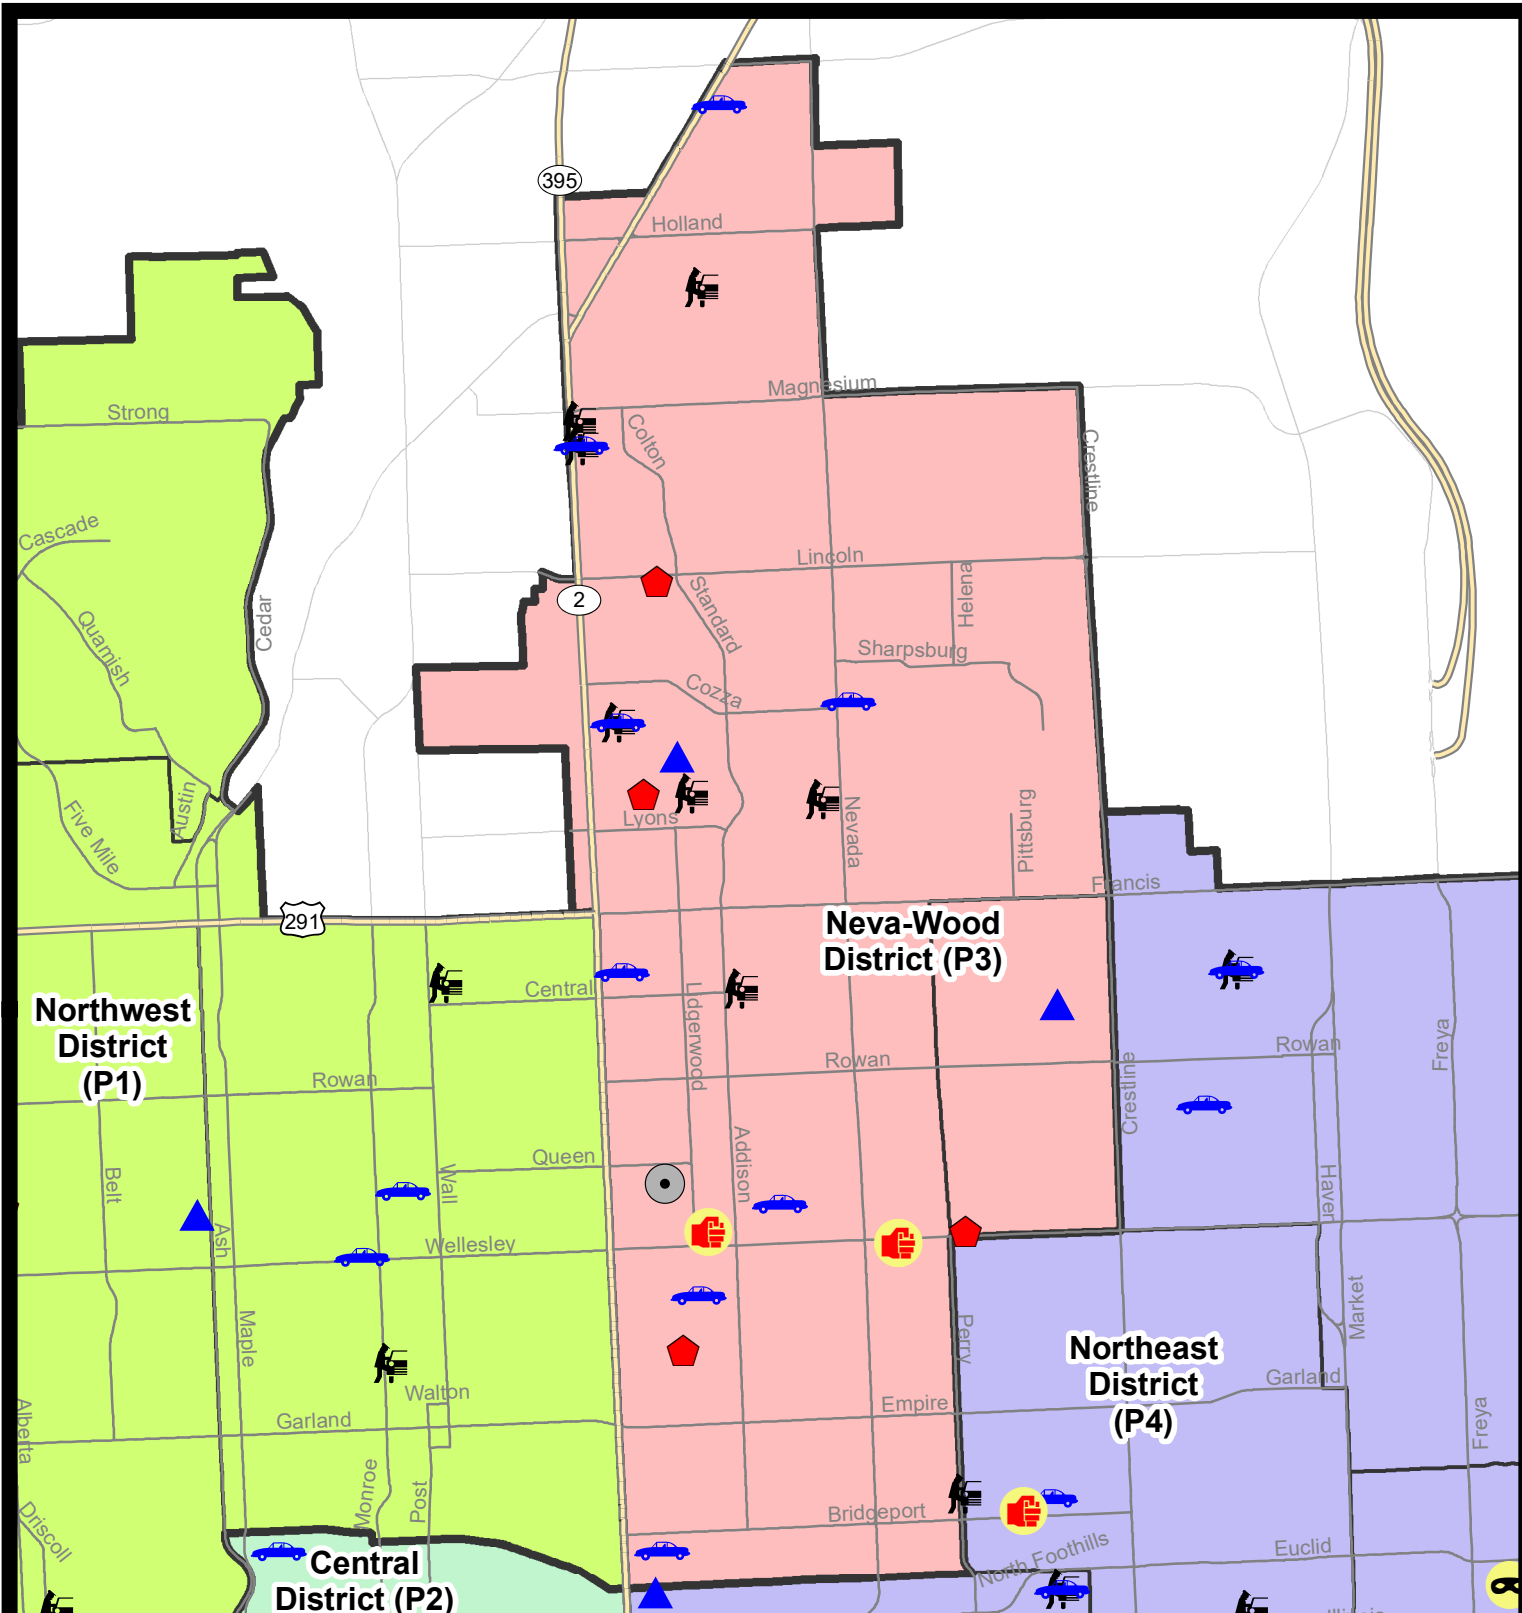 395
Holland
Magnesium
Strong
Colton
Crestline
Cascade
Lincoln
Helena
2
Standard
Cedar
Quamish
Sharpsburg
Cozza
Austin
Five Mile
Lyons
Nevada
Pittsburg
Francis
291
Neva-Wood
District (P3)
Central
Lidgerwood
Northwest
District
(P1)
Rowan
Rowan
Rowan
Freya
Crestline
Belt
Queen
Wall
Addison
Haven
Ash
Wellesley
Maple
Perry
Market
Northeast
District
(P4)
Garland
Walton
Empire
Alberta
Garland
Freya
Monroe
Post
Bridgeport
Driscoll
North Foothills
Euclid
Central
District (P2)